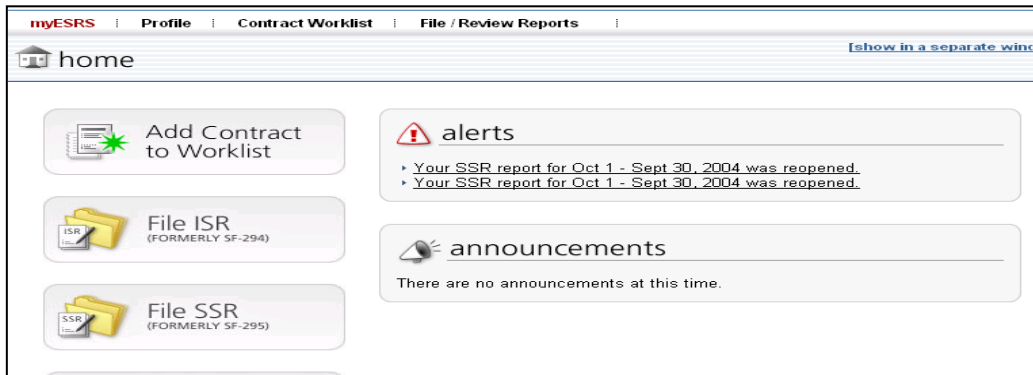 myESRS Profile Contract Worklist File / Review Reports
home
[show in a separate
Add Contract
to Worklist
ISR
File ISR
(FORMERLY SF-294)
SSR
File SSR
(FORMERLY SF-295)
alerts
Your SSR report for Oct 1 - Sept 30, 2004 was reopened.
Your SSR report for Oct 1 - Sept 30, 2004 was reopened.
announcements
There are no announcements at this time.